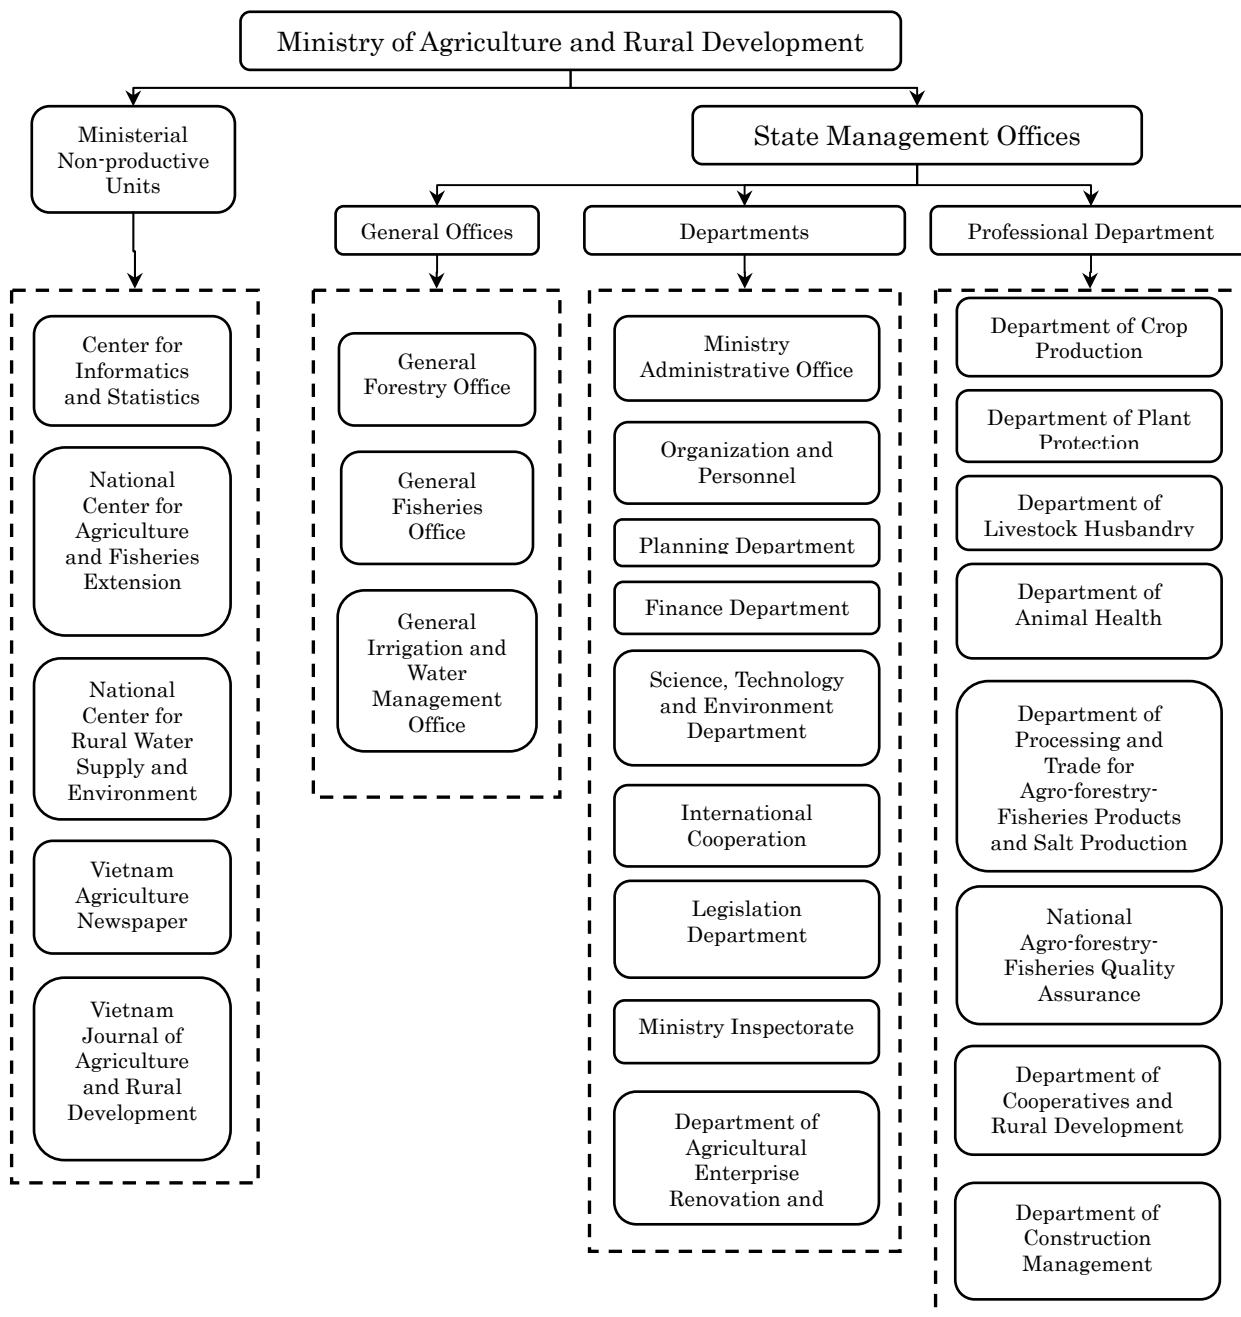 Ministry of Agriculture and Rural Development
Ministerial
Non-productive
Units
State Management Offices
General Offices
Departments
Professional Department
Center for
Informatics
and Statistics
National
Center for
Agriculture
and Fisheries
Extension
National
Center for
Rural Water
Supply and
Environment
Vietnam
Agriculture
Newspaper
Vietnam
Journal of
Agriculture
and Rural
Development
General
Forestry Office
General
Fisheries
Office
General
Irrigation and
Water
Management
Office
Ministry
Administrative Office
Organization and
Personnel
Planning Department
Finance Department
Science, Technology
and Environment
Department
International
Cooperation
Legislation
Department
Ministry Inspectorate
Department of
Agricultural
Enterprise
Renovation and
Department of Crop
Production
Department of Plant
Protection
Department of
Livestock Husbandry
Department of
Animal Health
Department of
Processing and
Trade for
Agro-forestry-
Fisheries Products
and Salt Production
National
Agro-forestry-
Fisheries Quality
Assurance
Department of
Cooperatives and
Rural Development
Department of
Construction
Management